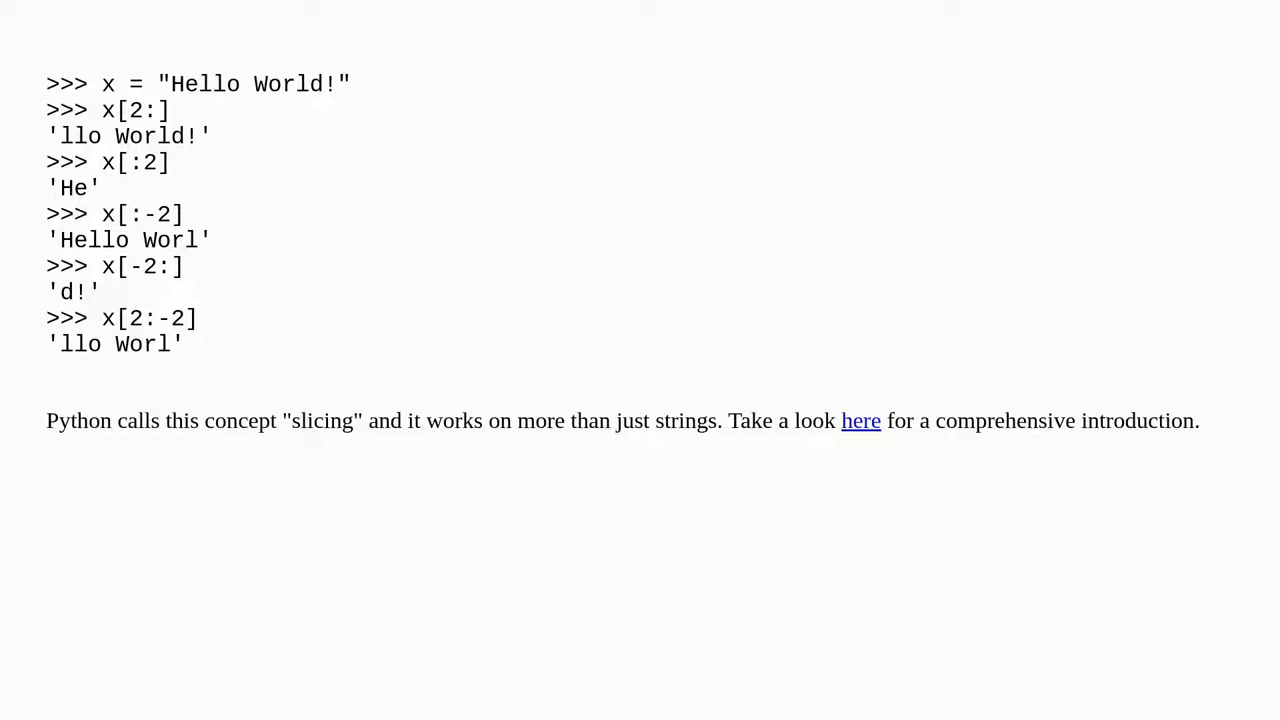 >>> x = "Hello World!"
>>> x[2:]
'llo World!'
>>> x[:2]
'He'
>>> x[:-2]
'Hello Worl'
>>> x[-2:]
'd!'
>>> x[2:-2]
'llo Worl'
Python calls this concept "slicing" and it works on more than just strings. Take a look here for a comprehensive introduction.